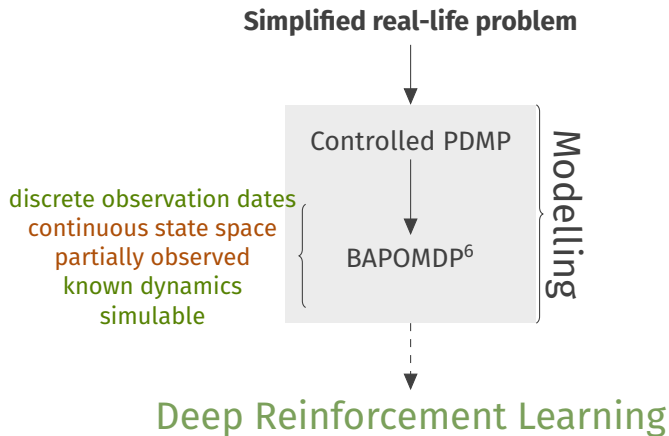 Simplified real-life problem
Controlled PDMP
Modelling
discrete observation dates
continuous state space
partially observed
known dynamics
simulable
BAPOMDP⁶
Deep Reinforcement Learning